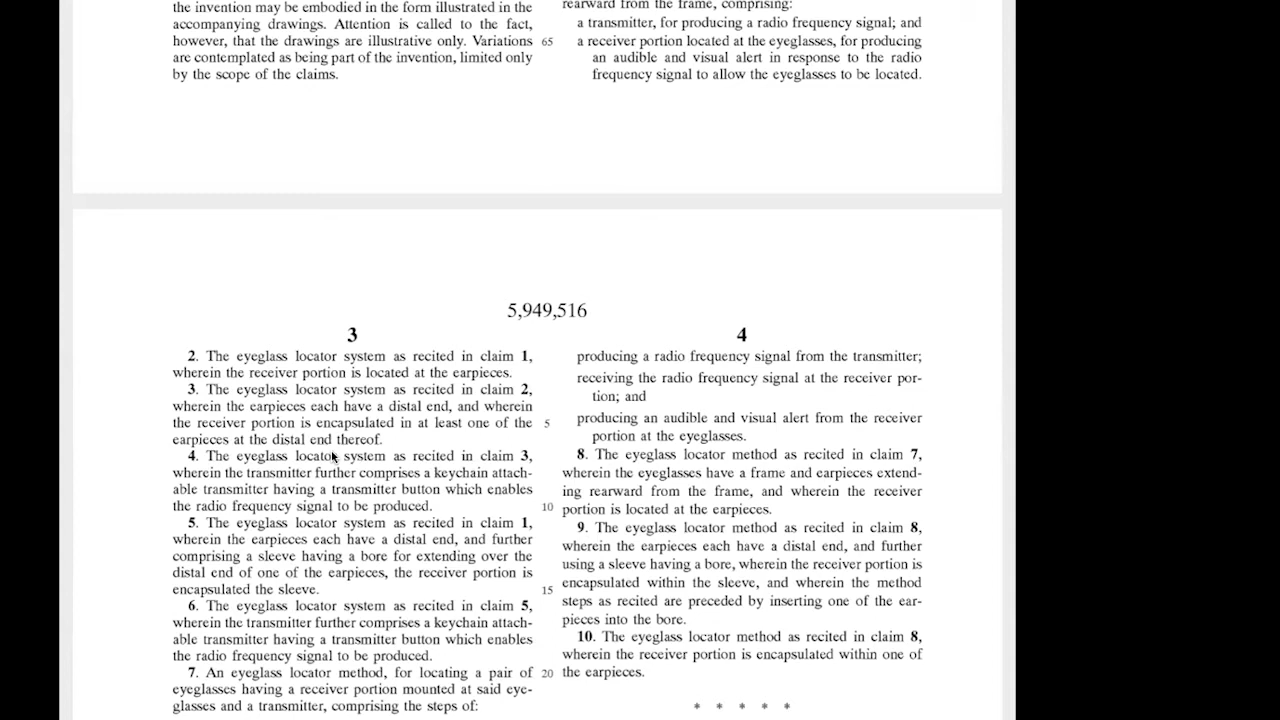 the invention may be embodied in the form illustrated in the
accompanying drawings. Attention is called to the fact,
however, that the drawings are illustrative only. Variations 65
are contemplated as being part of the invention, limited only
by the scope of the claims.
rearward from the frame, comprising:
a transmitter, for producing a radio frequency signal; and
a receiver portion located at the eyeglasses, for producing
an audible and visual alert in response to the radio
frequency signal to allow the eyeglasses to be located.
5,949,516
3
2. The eyeglass locator system as recited in claim 1,
wherein the receiver portion is located at the earpieces.
3. The eyeglass locator system as recited in claim 2,
wherein the earpieces each have a distal end, and wherein
the receiver portion is encapsulated in at least one of the 5
earpieces at the distal end thereof.
4. The eyeglass locator system as recited in claim 3,
wherein the transmitter further comprises a keychain attach-
able transmitter having a transmitter button which enables
the radio frequency signal to be produced. 10
5. The eyeglass locator system as recited in claim 1,
wherein the earpieces each have a distal end, and further
comprising a sleeve having a bore for extending over the
distal end of one of the earpieces, the receiver portion is
encapsulated the sleeve. 15
6. The eyeglass locator system as recited in claim 5,
wherein the transmitter further comprises a keychain attach-
able transmitter having a transmitter button which enables
the radio frequency signal to be produced.
7. An eyeglass locator method, for locating a pair of 20
eyeglasses having a receiver portion mounted at said eye-
glasses and a transmitter, comprising the steps of:
4
producing a radio frequency signal from the transmitter;
receiving the radio frequency signal at the receiver por-
tion; and
producing an audible and visual alert from the receiver
portion at the eyeglasses.
8. The eyeglass locator method as recited in claim 7,
wherein the eyeglasses have a frame and earpieces extend-
ing rearward from the frame, and wherein the receiver
portion is located at the earpieces.
9. The eyeglass locator method as recited in claim 8,
wherein the earpieces each have a distal end, and further
using a sleeve having a bore, wherein the receiver portion is
encapsulated within the sleeve, and wherein the method
steps as recited are preceded by inserting one of the ear-
pieces into the bore.
10. The eyeglass locator method as recited in claim 8,
wherein the receiver portion is encapsulated within one of
the earpieces.
* * * * *